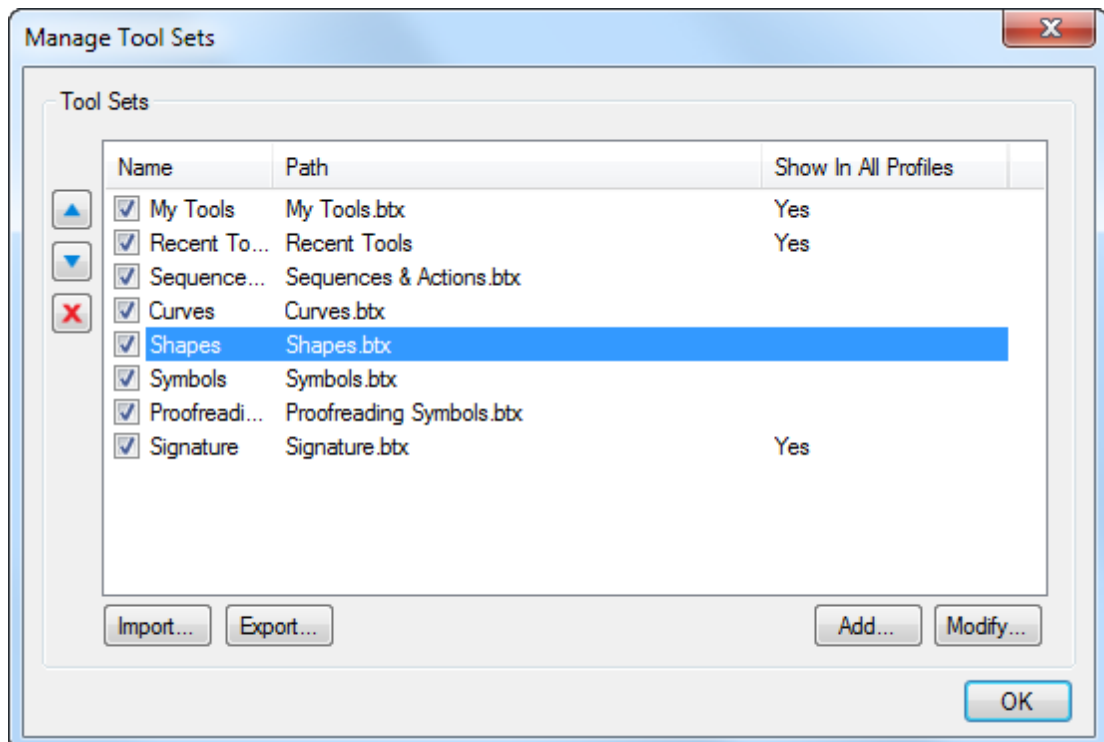 Manage Tool Sets
Tool Sets
Name Path Show In All Profiles
My Tools My Tools.btx Yes
Recent To... Recent Tools Yes
Sequence... Sequences & Actions.btx
Curves Curves.btx
Shapes Shapes.btx
Symbols Symbols.btx
Proofreadi... Proofreading Symbols.btx
Signature Signature.btx Yes
Import... Export... Add... Modify...
OK